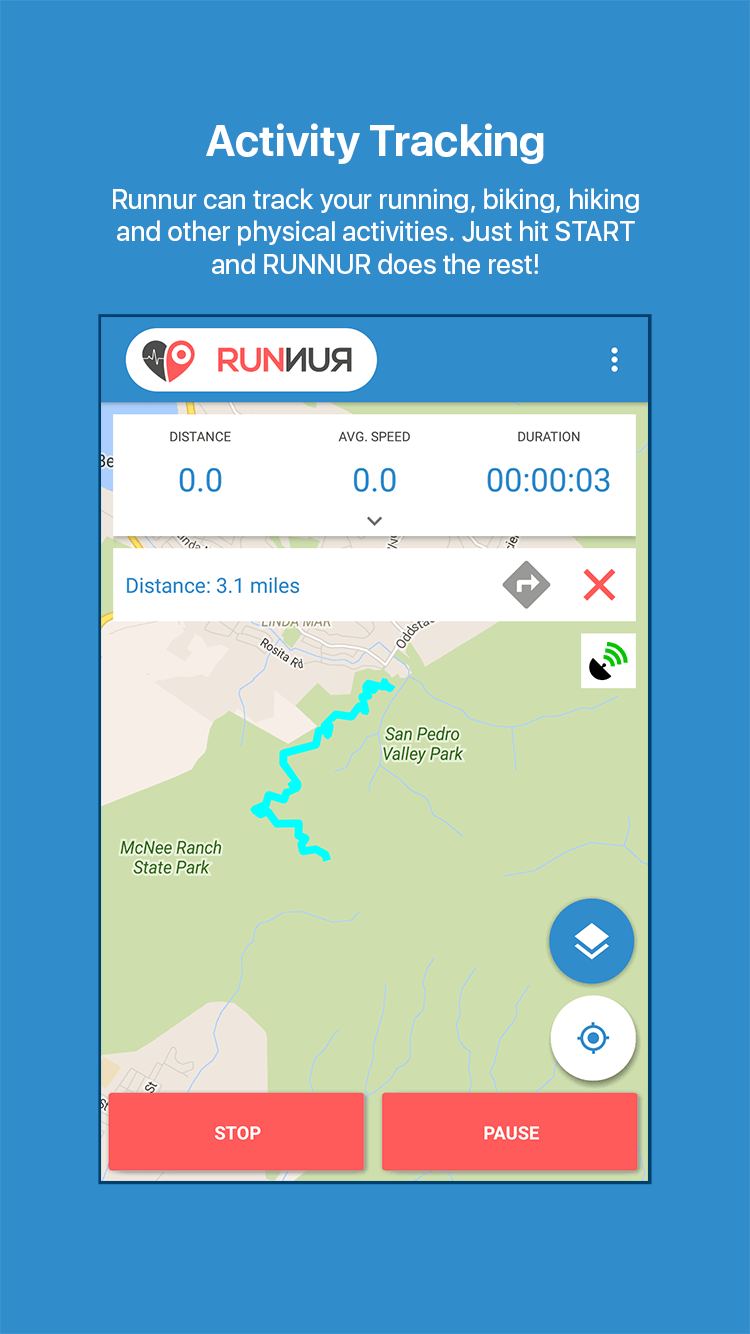 Activity Tracking
Runnur can track your running, biking, hiking
and other physical activities. Just hit START
and RUNNUR does the rest!
RUNNUR
DISTANCE AVG. SPEED DURATION
0.0 0.0 00:00:03
Distance: 3.1 miles
LINDA MAR
Rosita Rd
San Pedro
Valley Park
McNee Ranch
State Park
St
STOP PAUSE